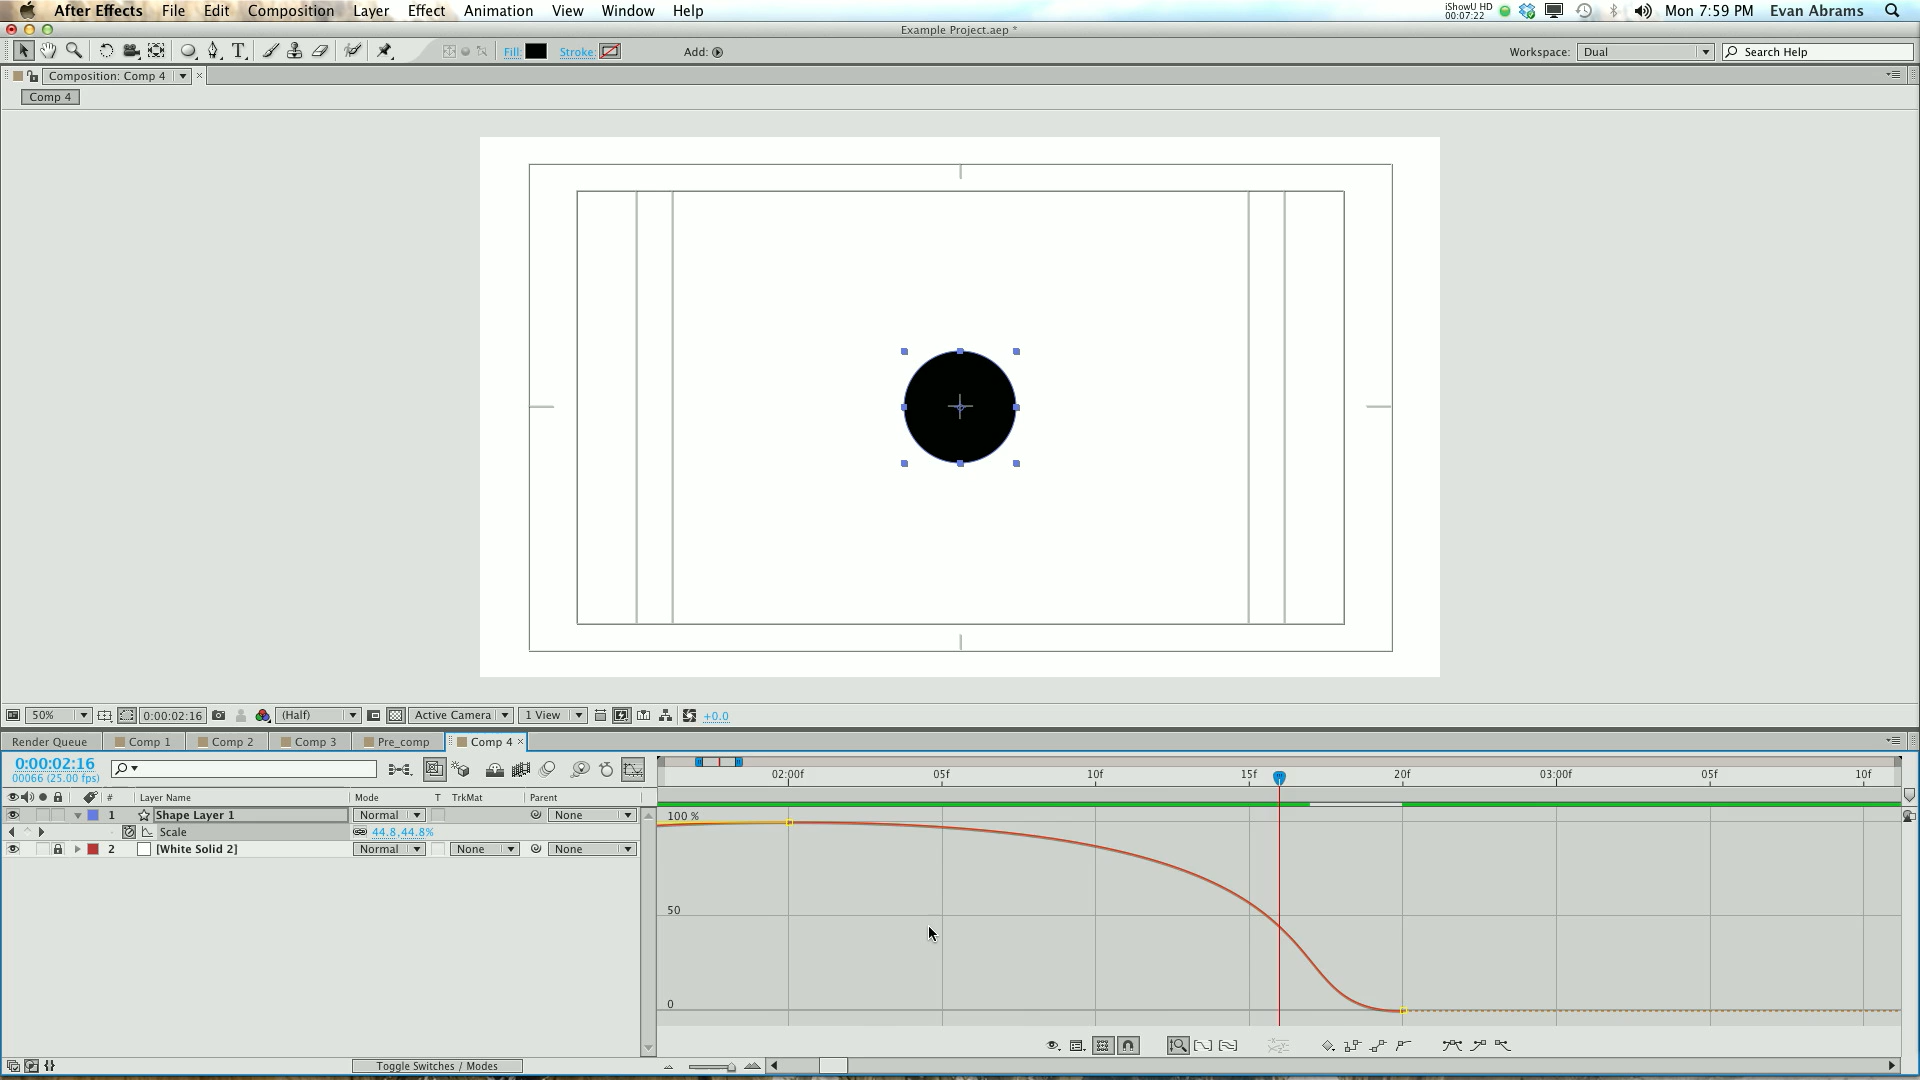 After Effects File Edit Composition Layer Effect Animation View Window Help iShowU HD 00:07:22 Mon 7:59 PM Evan Abrams
Example Project.aep *
Fill: Stroke: Add: Workspace: Dual Search Help
Composition: Comp 4 ×
Comp 4
50% 0:00:02:16 (Half) Active Camera 1 View +0.0
Render Queue Comp 1 Comp 2 Comp 3 Pre_comp Comp 4 ×
0:00:02:16
00066 (25.00 fps)
02:00f 05f 10f 15f 20f 03:00f 05f 10f
# Layer Name Mode T TrkMat Parent
1 Shape Layer 1 Normal None
Scale 44.8,44.8%
2 [White Solid 2] Normal None None
100 %
50
0
Toggle Switches / Modes